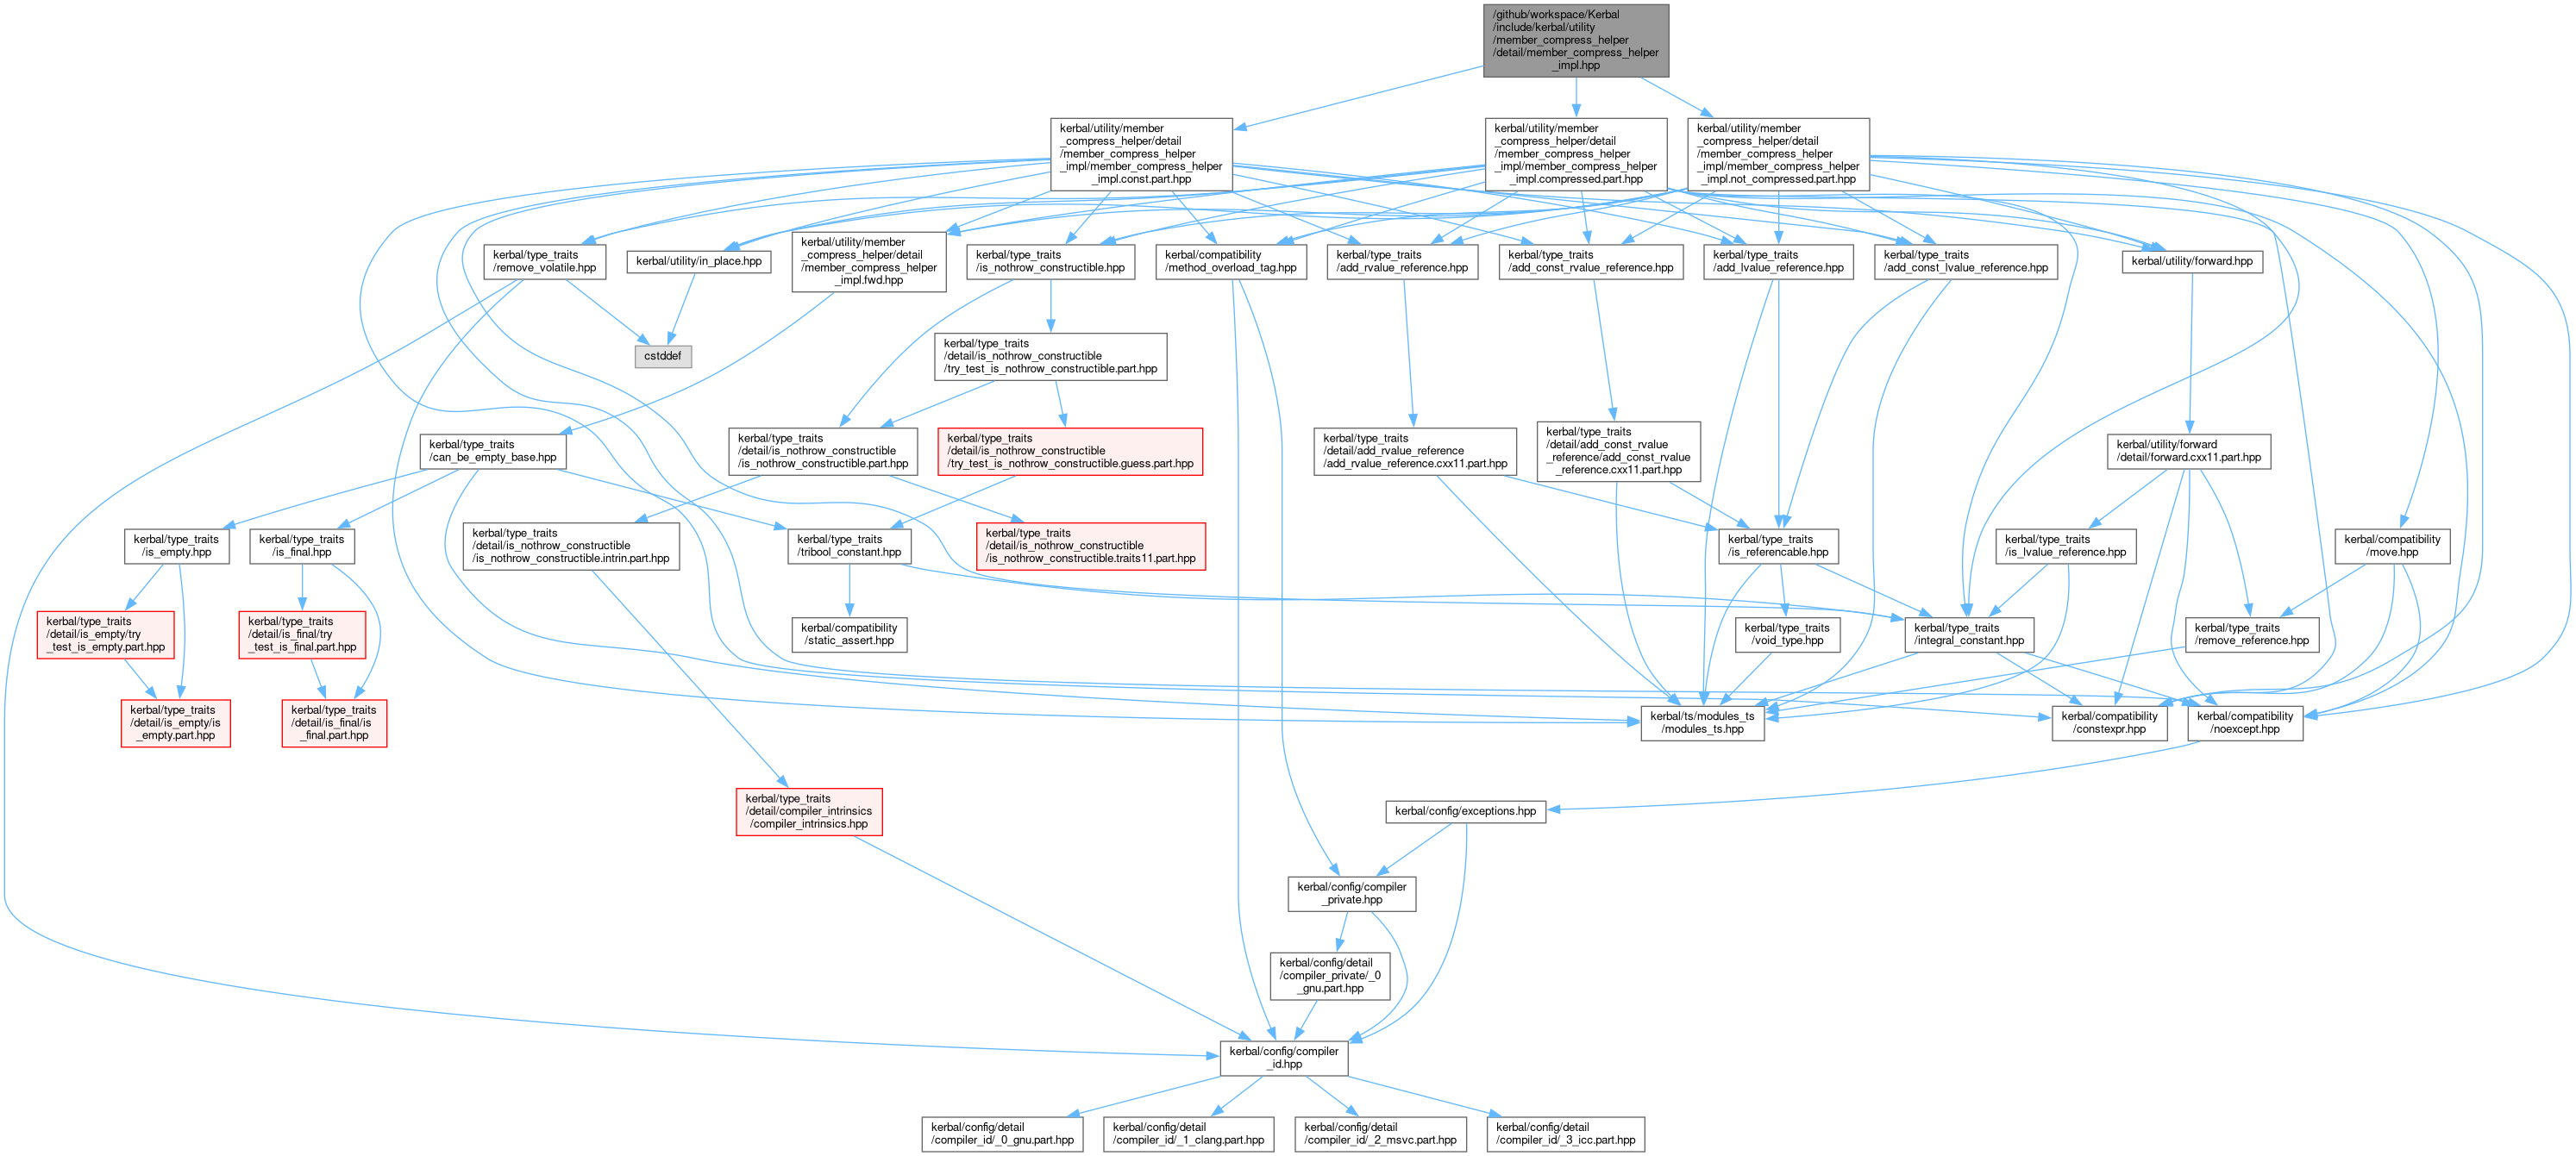 /github/workspace/Kerbal
/include/kerbal/utility
/member_compress_helper
/detail/member_compress_helper
_impl.hpp
kerbal/utility/member
_compress_helper/detail
/member_compress_helper
_impl/member_compress_helper
_impl.const.part.hpp
kerbal/utility/member
_compress_helper/detail
/member_compress_helper
_impl/member_compress_helper
_impl.compressed.part.hpp
kerbal/utility/member
_compress_helper/detail
/member_compress_helper
_impl/member_compress_helper
_impl.not_compressed.part.hpp
kerbal/type_traits
/remove_volatile.hpp
kerbal/utility/in_place.hpp
kerbal/utility/member
_compress_helper/detail
/member_compress_helper
_impl.fwd.hpp
kerbal/type_traits
/is_nothrow_constructible.hpp
kerbal/compatibility
/method_overload_tag.hpp
kerbal/type_traits
/add_rvalue_reference.hpp
kerbal/type_traits
/add_const_rvalue_reference.hpp
kerbal/type_traits
/add_lvalue_reference.hpp
kerbal/type_traits
/add_const_lvalue_reference.hpp
kerbal/utility/forward.hpp
cstddef
kerbal/type_traits
/detail/is_nothrow_constructible
/try_test_is_nothrow_constructible.part.hpp
kerbal/type_traits
/can_be_empty_base.hpp
kerbal/type_traits
/detail/is_nothrow_constructible
/is_nothrow_constructible.part.hpp
kerbal/type_traits
/detail/is_nothrow_constructible
/try_test_is_nothrow_constructible.guess.part.hpp
kerbal/type_traits
/detail/add_rvalue_reference
/add_rvalue_reference.cxx11.part.hpp
kerbal/type_traits
/detail/add_const_rvalue
_reference/add_const_rvalue
_reference.cxx11.part.hpp
kerbal/utility/forward
/detail/forward.cxx11.part.hpp
kerbal/type_traits
/is_empty.hpp
kerbal/type_traits
/is_final.hpp
kerbal/type_traits
/detail/is_nothrow_constructible
/is_nothrow_constructible.intrin.part.hpp
kerbal/type_traits
/tribool_constant.hpp
kerbal/type_traits
/detail/is_nothrow_constructible
/is_nothrow_constructible.traits11.part.hpp
kerbal/type_traits
/is_referencable.hpp
kerbal/type_traits
/is_lvalue_reference.hpp
kerbal/compatibility
/move.hpp
kerbal/type_traits
/detail/is_empty/try
_test_is_empty.part.hpp
kerbal/type_traits
/detail/is_final/try
_test_is_final.part.hpp
kerbal/compatibility
/static_assert.hpp
kerbal/type_traits
/void_type.hpp
kerbal/type_traits
/integral_constant.hpp
kerbal/type_traits
/remove_reference.hpp
kerbal/type_traits
/detail/is_empty/is
_empty.part.hpp
kerbal/type_traits
/detail/is_final/is
_final.part.hpp
kerbal/ts/modules_ts
/modules_ts.hpp
kerbal/compatibility
/constexpr.hpp
kerbal/compatibility
/noexcept.hpp
kerbal/type_traits
/detail/compiler_intrinsics
/compiler_intrinsics.hpp
kerbal/config/exceptions.hpp
kerbal/config/compiler
_private.hpp
kerbal/config/detail
/compiler_private/_0
_gnu.part.hpp
kerbal/config/compiler
_id.hpp
kerbal/config/detail
/compiler_id/_0_gnu.part.hpp
kerbal/config/detail
/compiler_id/_1_clang.part.hpp
kerbal/config/detail
/compiler_id/_2_msvc.part.hpp
kerbal/config/detail
/compiler_id/_3_icc.part.hpp